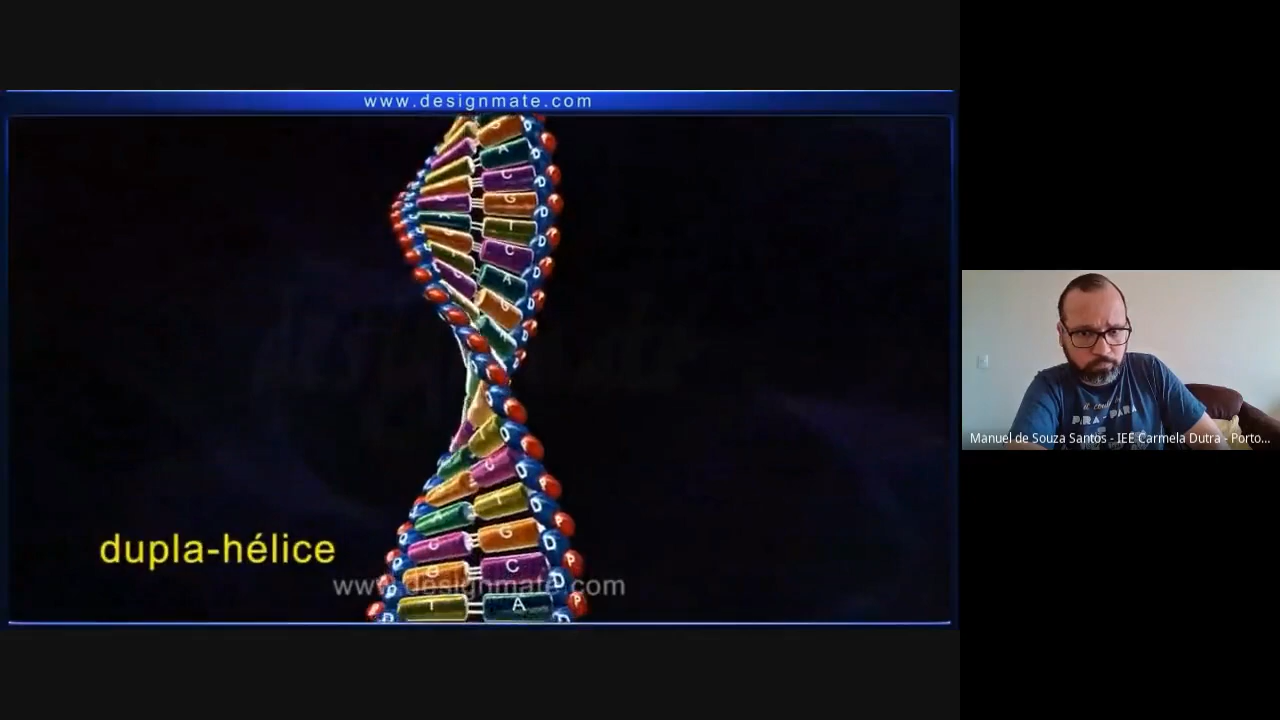 www.designmate.com
G
A
C
G
T
C
A
G
T
G
C
T A
dupla-hélice
www.designmate.com
Manuel de Souza Santos - IEE Carmela Dutra - Porto...